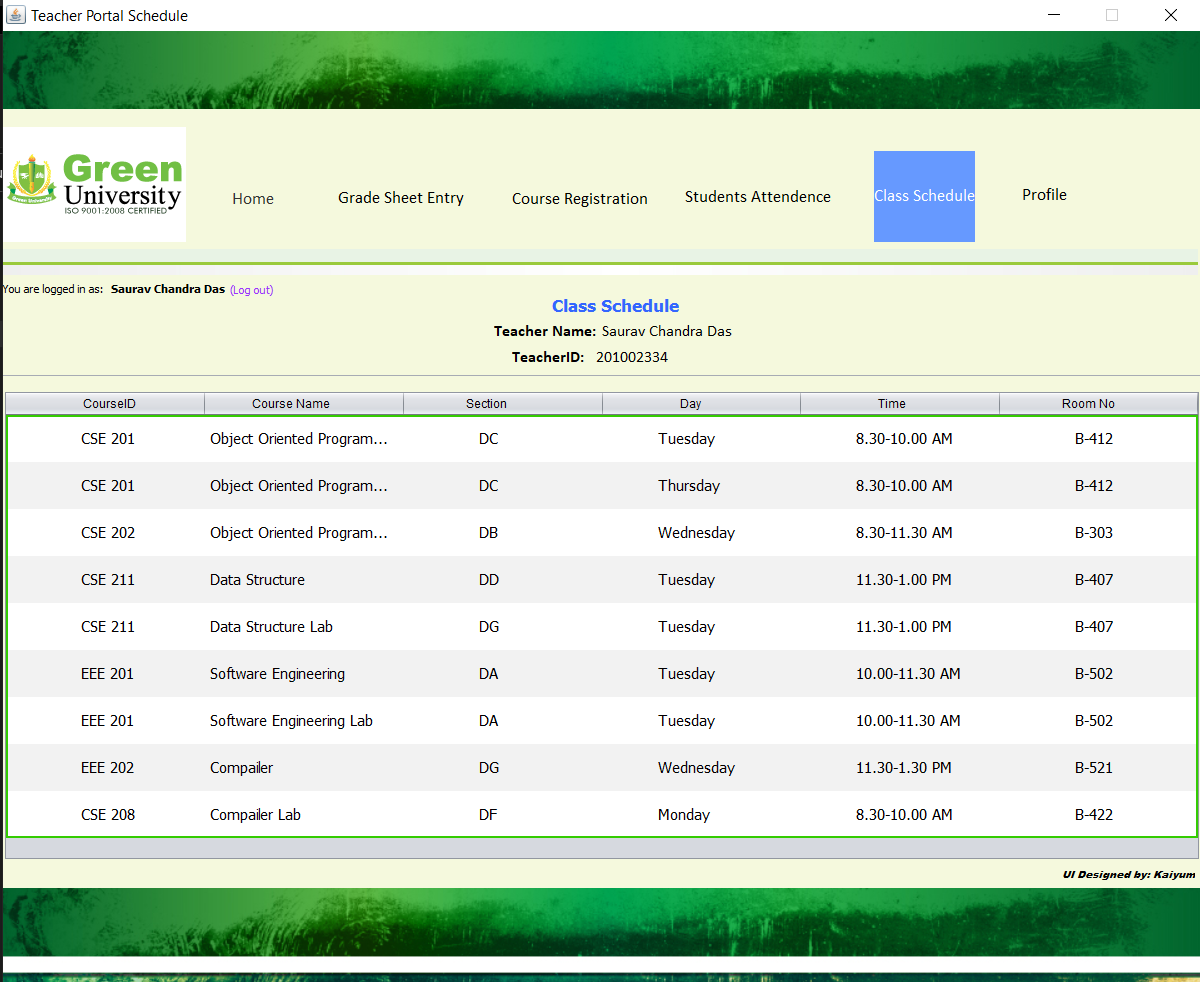 Teacher Portal Schedule
Green
University
ISO 9001:2008 CERTIFIED
Home Grade Sheet Entry Course Registration Students Attendence Class Schedule Profile
You are logged in as: Saurav Chandra Das (Log out)
Class Schedule
Teacher Name: Saurav Chandra Das
TeacherID: 201002334
CourseID Course Name Section Day Time Room No
CSE 201 Object Oriented Program... DC Tuesday 8.30-10.00 AM B-412
CSE 201 Object Oriented Program... DC Thursday 8.30-10.00 AM B-412
CSE 202 Object Oriented Program... DB Wednesday 8.30-11.30 AM B-303
CSE 211 Data Structure DD Tuesday 11.30-1.00 PM B-407
CSE 211 Data Structure Lab DG Tuesday 11.30-1.00 PM B-407
EEE 201 Software Engineering DA Tuesday 10.00-11.30 AM B-502
EEE 201 Software Engineering Lab DA Tuesday 10.00-11.30 AM B-502
EEE 202 Compailer DG Wednesday 11.30-1.30 PM B-521
CSE 208 Compailer Lab DF Monday 8.30-10.00 AM B-422
UI Designed by: Kaiyum